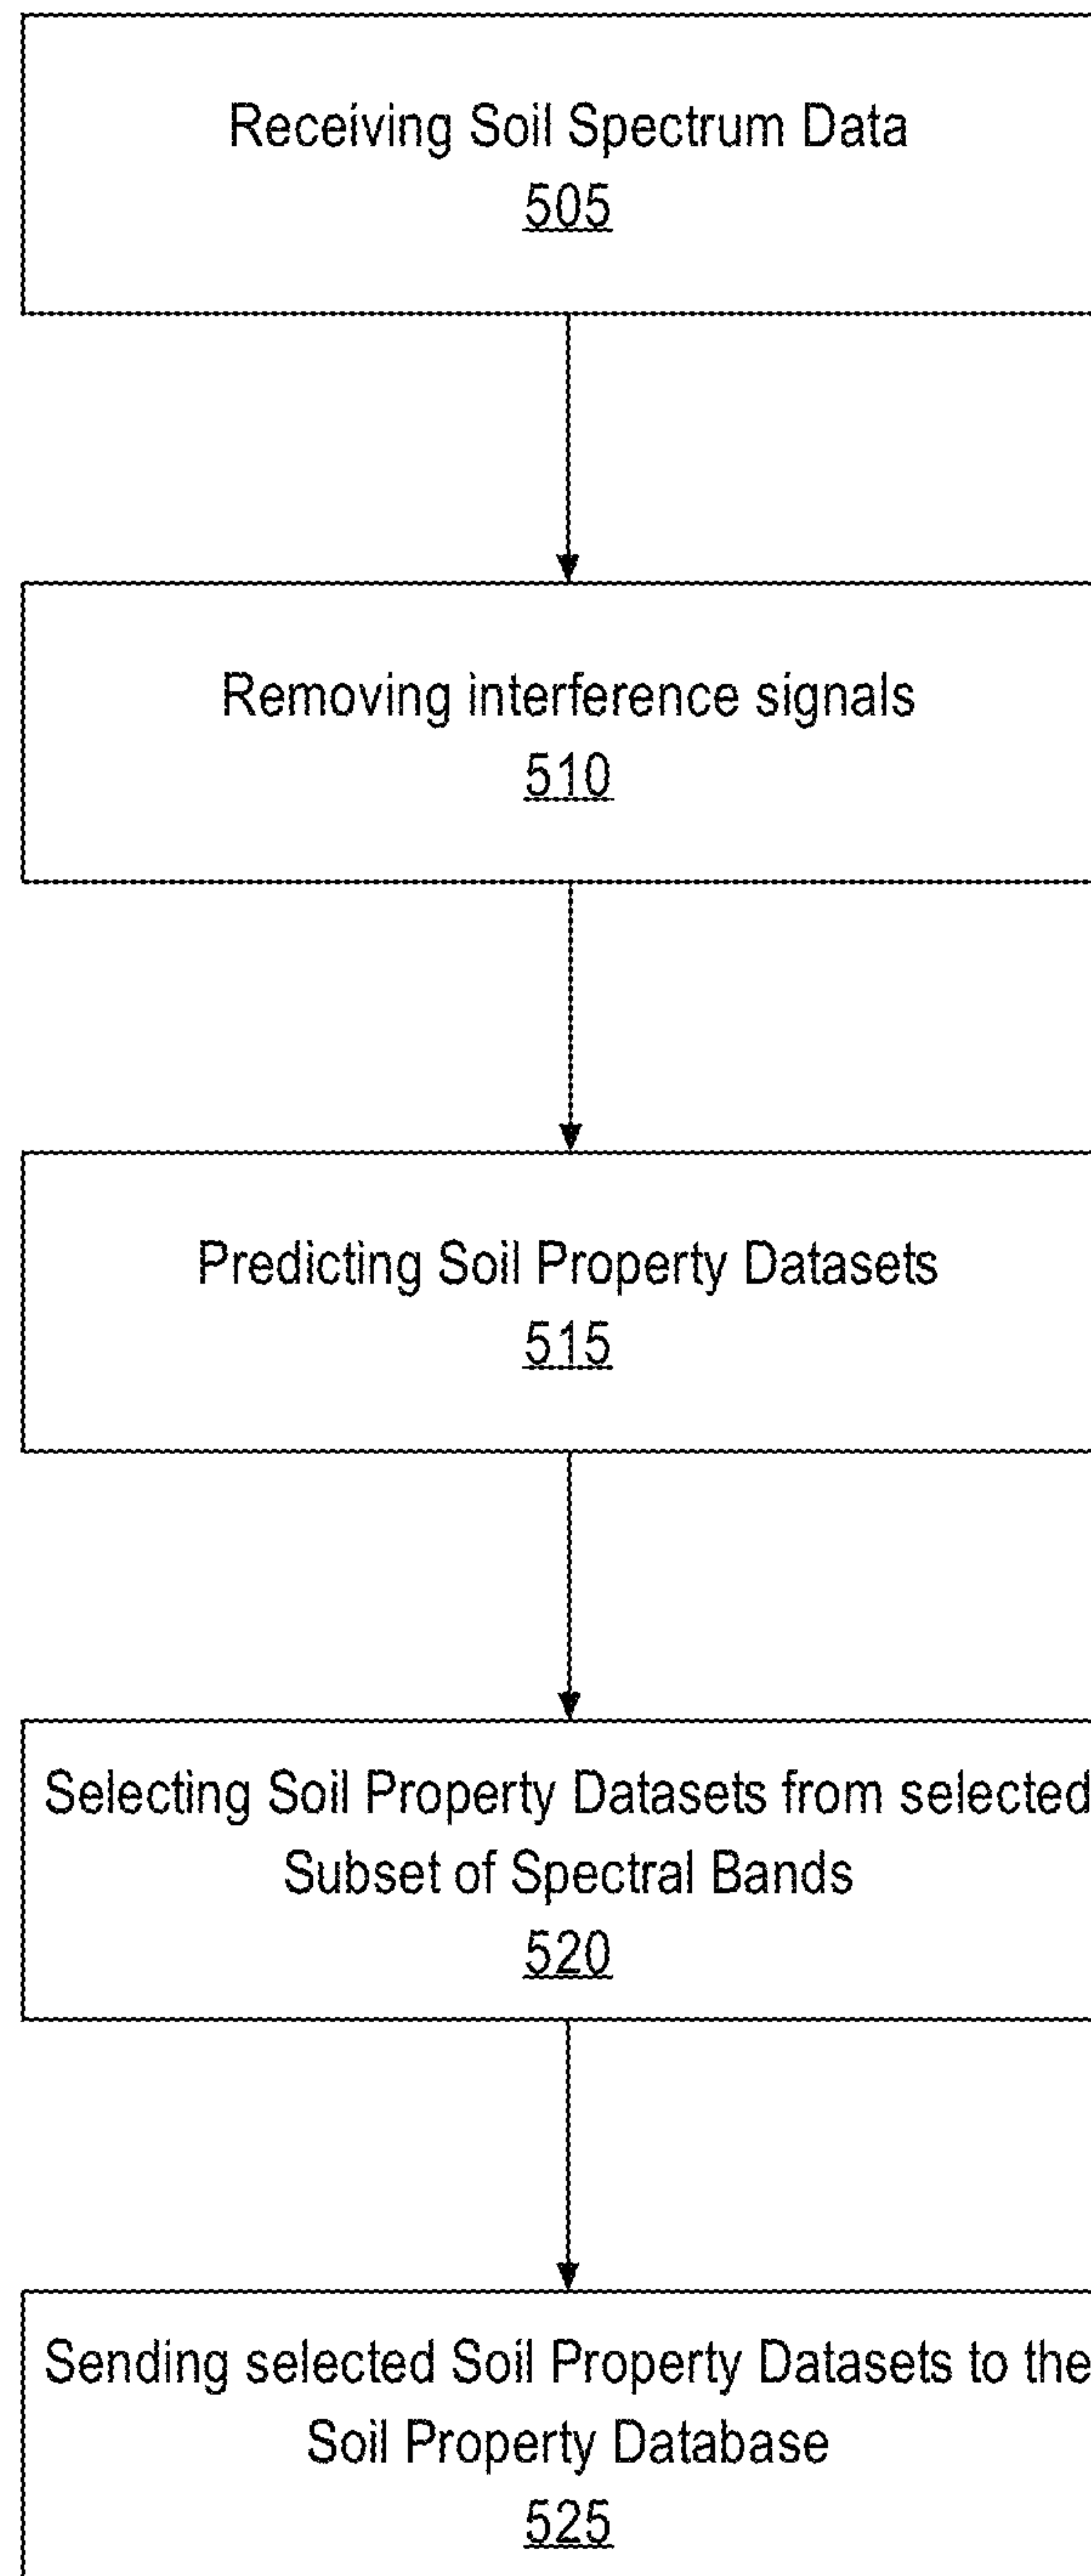 Receiving Soil Spectrum Data
505
Removing interference signals
510
Predicting Soil Property Datasets
515
Selecting Soil Property Datasets from selected
Subset of Spectral Bands
520
Sending selected Soil Property Datasets to the
Soil Property Database
525